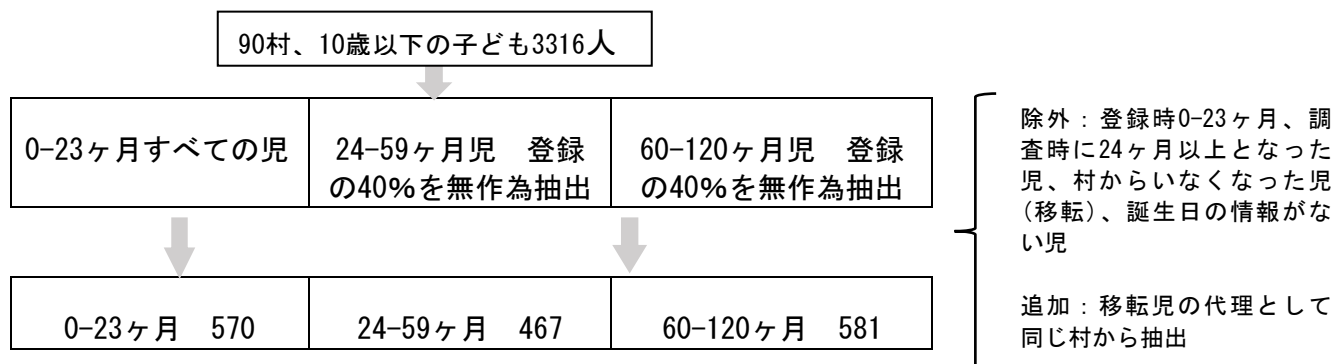 90村、10歳以下の子ども3316人
0-23ヶ月すべての児
24-59ヶ月児　登録
の40%を無作為抽出
60-120ヶ月児　登録
の40%を無作為抽出
0-23ヶ月　570
24-59ヶ月　467
60-120ヶ月　581
除外：登録時0-23ヶ月、調
査時に24ヶ月以上となった
児、村からいなくなった児
(移転)、誕生日の情報がな
い児
追加：移転児の代理として
同じ村から抽出